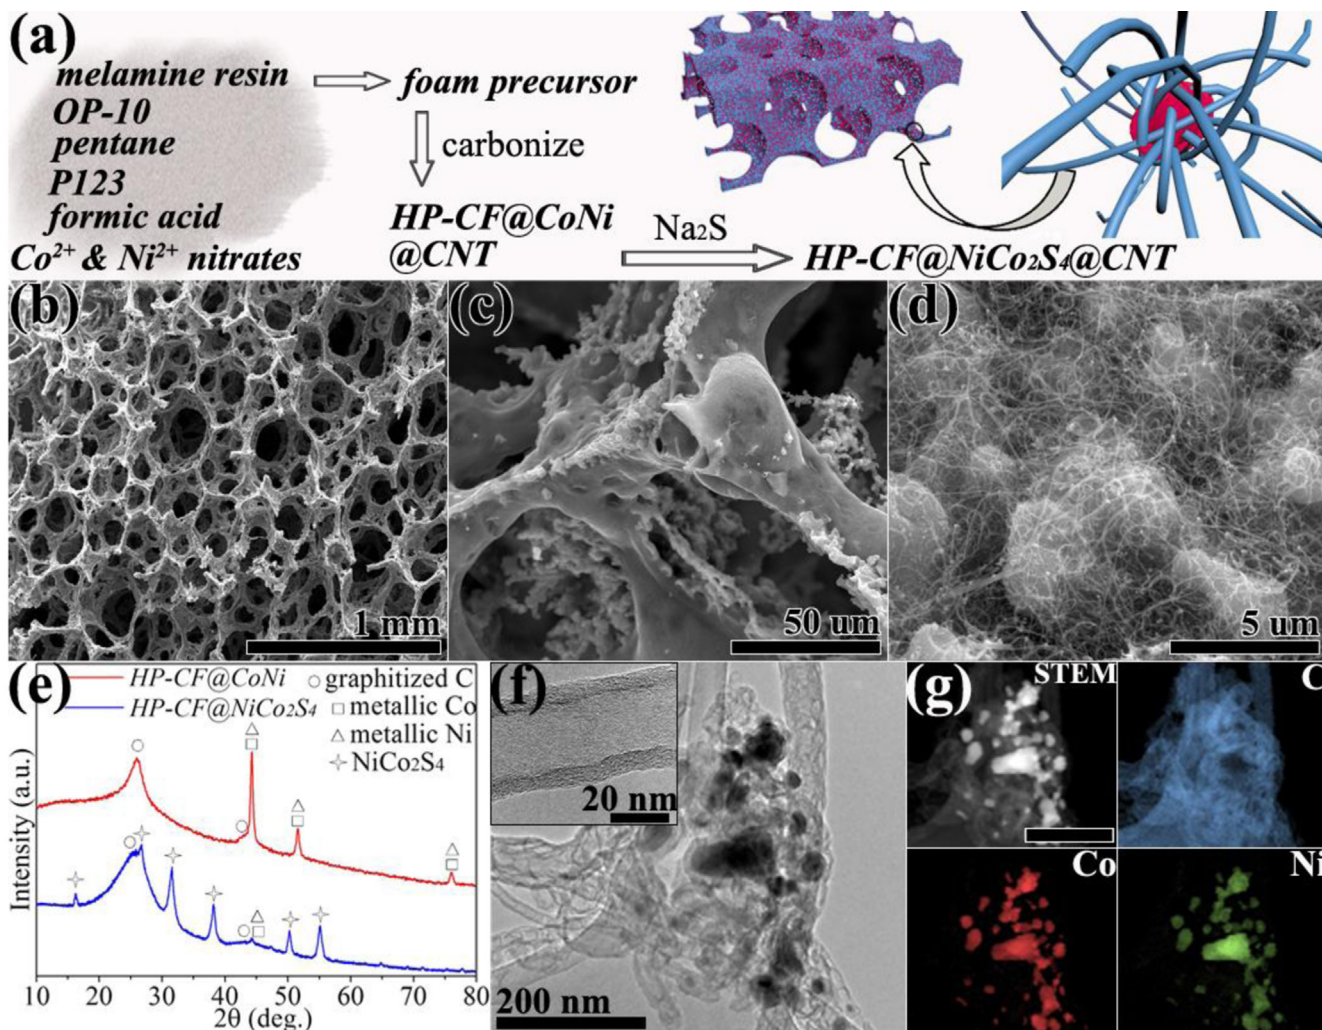 (a)
melamine resin
OP-10
pentane
P123
formic acid
Co²⁺ & Ni²⁺ nitrates
foam precursor
carbonize
HP-CF@CoNi
@CNT
Na₂S
HP-CF@NiCo₂S₄@CNT
(b)
1 mm
(c)
50 um
(d)
5 um
(e)
HP-CF@CoNi
HP-CF@NiCo₂S₄
graphitized C
metallic Co
metallic Ni
NiCo₂S₄
Intensity (a.u.)
10 20 30 40 50 60 70 80
2θ (deg.)
(f)
20 nm
200 nm
(g)
STEM
C
Co
Ni